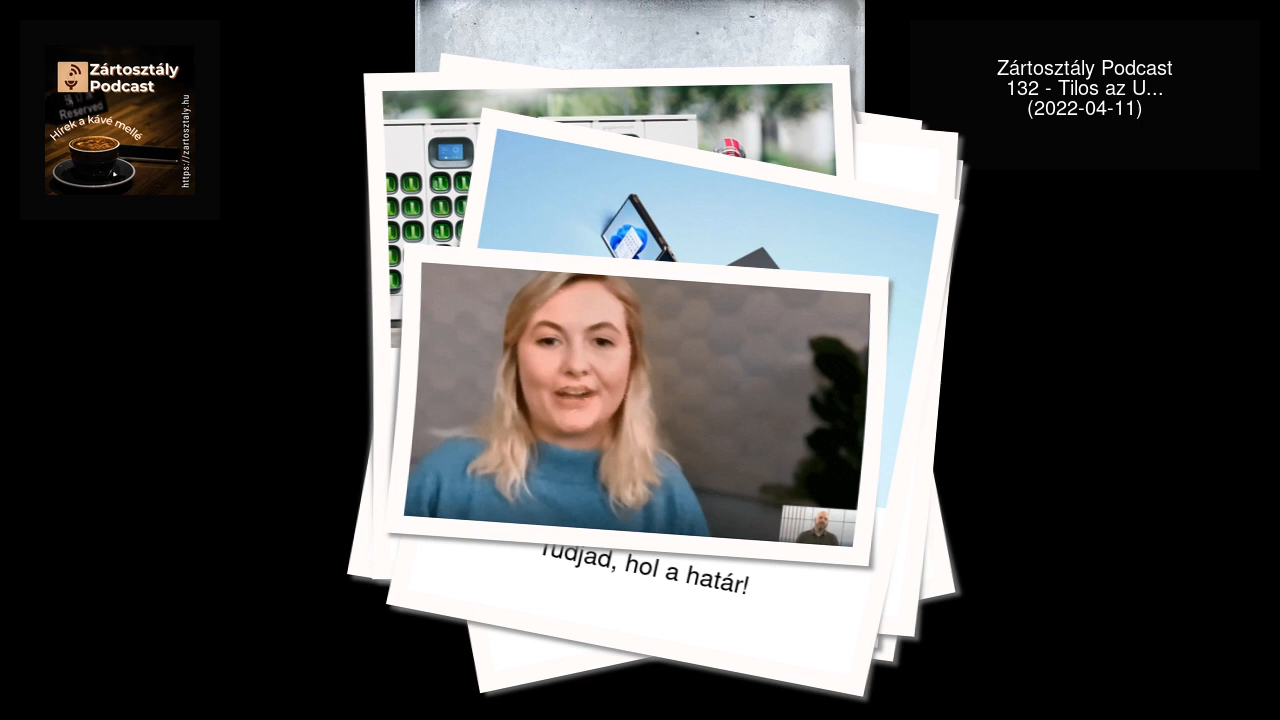 Zártosztály
Podcast
Reserved
Hírek a kávé mellé
https://zartosztaly.hu
Zártosztály Podcast
132 - Tilos az U...
(2022-04-11)
Tudjad, hol a határ!